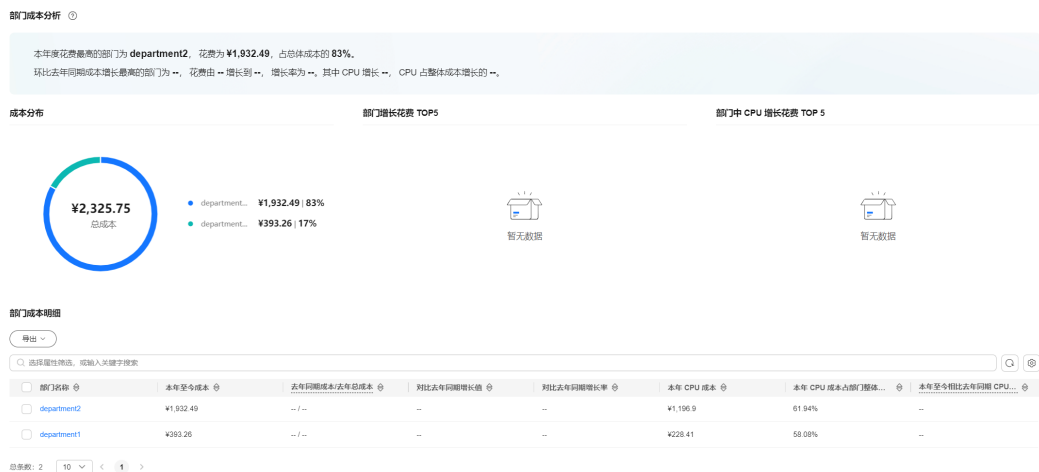 部门成本分析
本年度花费最高的部门为 department2， 花费为 ¥1,932.49，占总体成本的 83%。
环比去年同期成本增长最高的部门为 --， 花费由 -- 增长到 --， 增长率为 --。其中 CPU 增长 --， CPU 占整体成本增长的 --。
成本分布
部门增长花费 TOP5
部门中 CPU 增长花费 TOP 5
¥2,325.75
总成本
department... ¥1,932.49 | 83%
department... ¥393.26 | 17%
暂无数据
暂无数据
部门成本明细
导出
选择属性筛选，或输入关键字搜索
部门名称 本年至今成本 去年同期成本/去年总成本 对比去年同期增长值 对比去年同期增长率 本年 CPU 成本 本年 CPU 成本占部门整体... 本年至今相比去年同期 CPU...
department2 ¥1,932.49 -- / -- -- -- ¥1,196.9 61.94% --
department1 ¥393.26 -- / -- -- -- ¥228.41 58.08% --
总条数：2 10 < 1 >